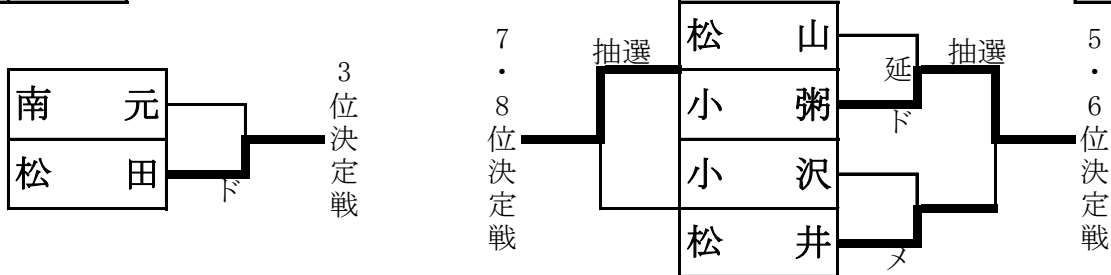 南 元
松 田
ド
3位決定戦
7・8位決定戦
抽選
松 山
小 粥
小 沢
松 井
延
ド
メ
抽選
5・6位決定戦